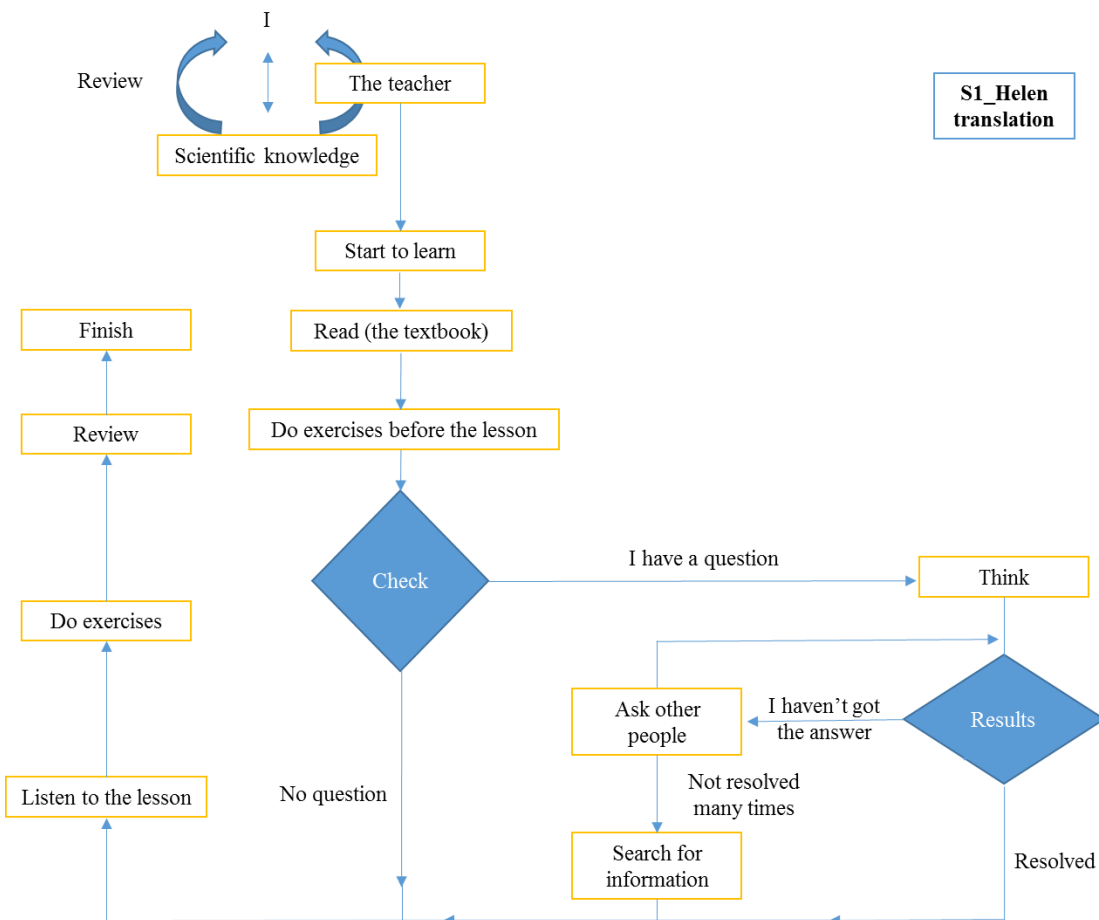 I
Review
The teacher
S1_Helen
translation
Scientific knowledge
Start to learn
Finish
Read (the textbook)
Review
Do exercises before the lesson
Check
I have a question
Think
Do exercises
Ask other
people
I haven't got
the answer
Results
Listen to the lesson
No question
Not resolved
many times
Search for
information
Resolved